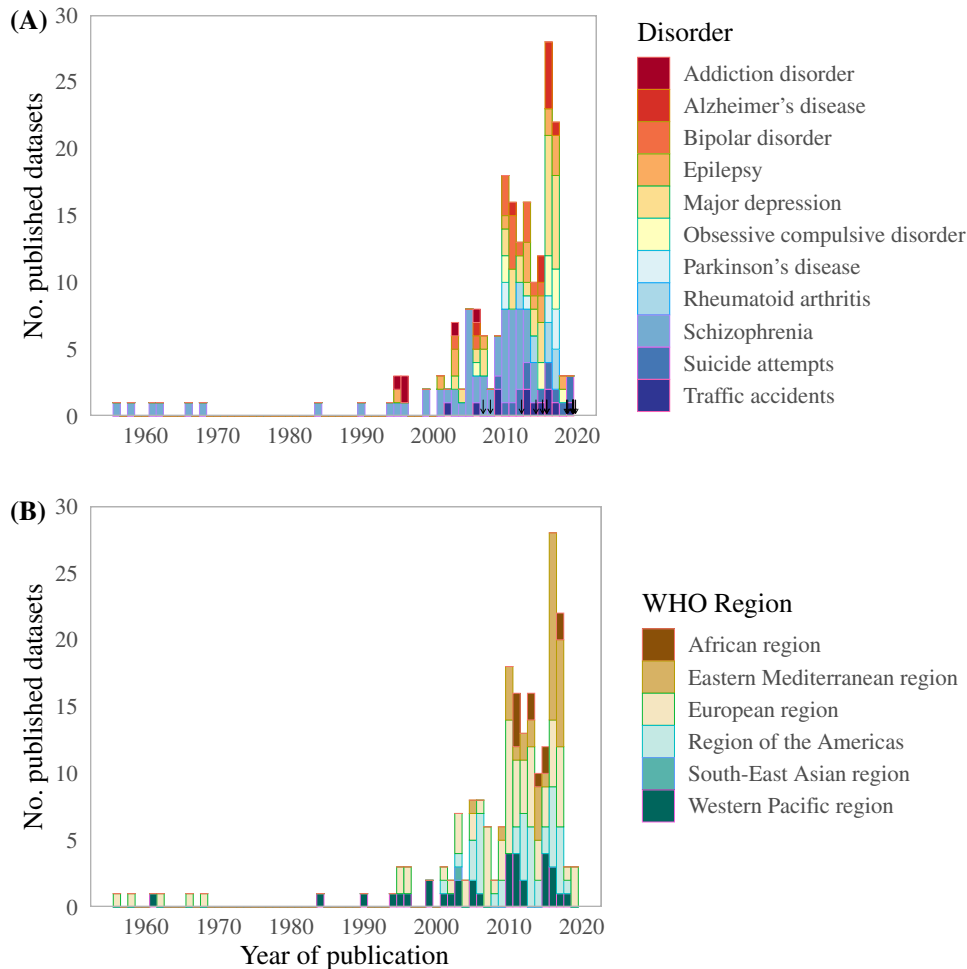 (A)
30
25
20
15
10
5
0
No. published datasets
1960 1970 1980 1990 2000 2010 2020
Disorder
Addiction disorder
Alzheimer's disease
Bipolar disorder
Epilepsy
Major depression
Obsessive compulsive disorder
Parkinson's disease
Rheumatoid arthritis
Schizophrenia
Suicide attempts
Traffic accidents
(B)
30
25
20
15
10
5
0
No. published datasets
1960 1970 1980 1990 2000 2010 2020
Year of publication
WHO Region
African region
Eastern Mediterranean region
European region
Region of the Americas
South-East Asian region
Western Pacific region